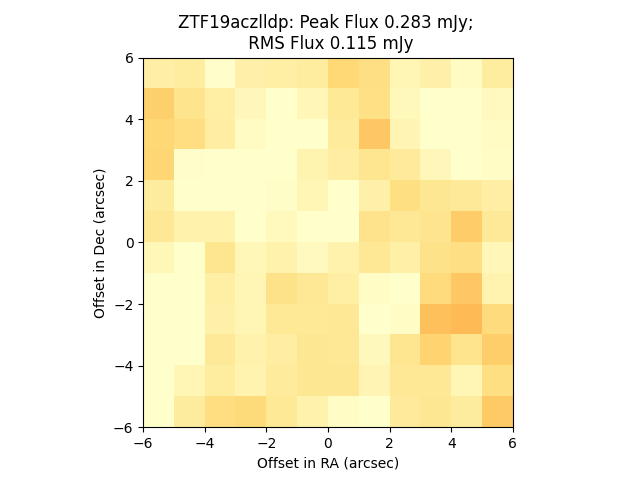 ZTF19aczlldp: Peak Flux 0.283 mJy;
RMS Flux 0.115 mJy
6
4
2
0
−2
−4
−6
Offset in Dec (arcsec)
−6 −4 −2 0 2 4 6
Offset in RA (arcsec)